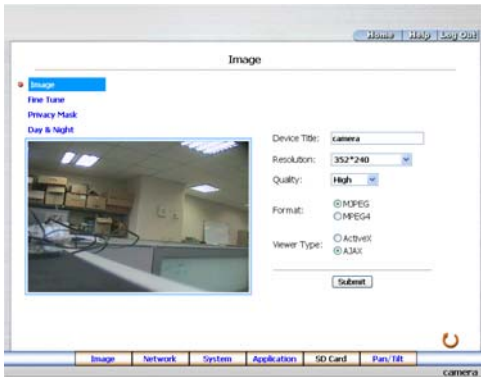 Home | Help | Log Out
Image
Image
Fine Tune
Privacy Mask
Day & Night
Device Title: camera
Resolution: 352*240
Quality: High
Format: MJPEG
MPEG4
Viewer Type: ActiveX
AJAX
Submit
Image Network System Application SD Card Pan/Tilt
camera